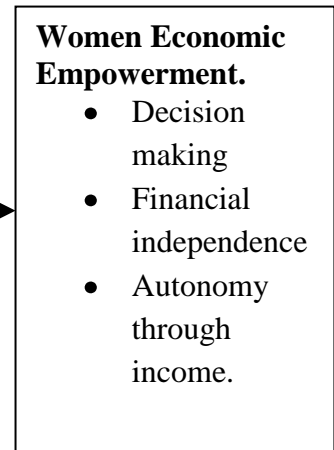 Women Economic
Empowerment.
● Decision
making
● Financial
independence
● Autonomy
through
income.